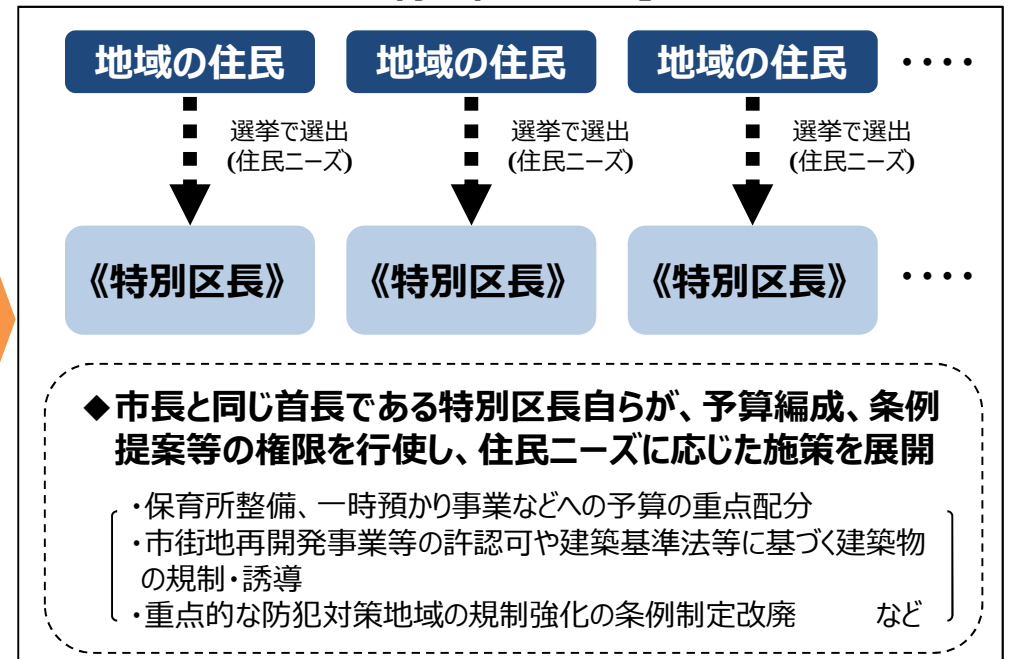 地域の住民 地域の住民 地域の住民 ・・・・
選挙で選出 選挙で選出 選挙で選出
(住民ニーズ) (住民ニーズ) (住民ニーズ)
《特別区長》 《特別区長》 《特別区長》 ・・・・
◆市長と同じ首長である特別区長自らが、予算編成、条例
提案等の権限を行使し、住民ニーズに応じた施策を展開
・保育所整備、一時預かり事業などへの予算の重点配分
・市街地再開発事業等の許認可や建築基準法等に基づく建築物
の規制・誘導
・重点的な防犯対策地域の規制強化の条例制定改廃 など